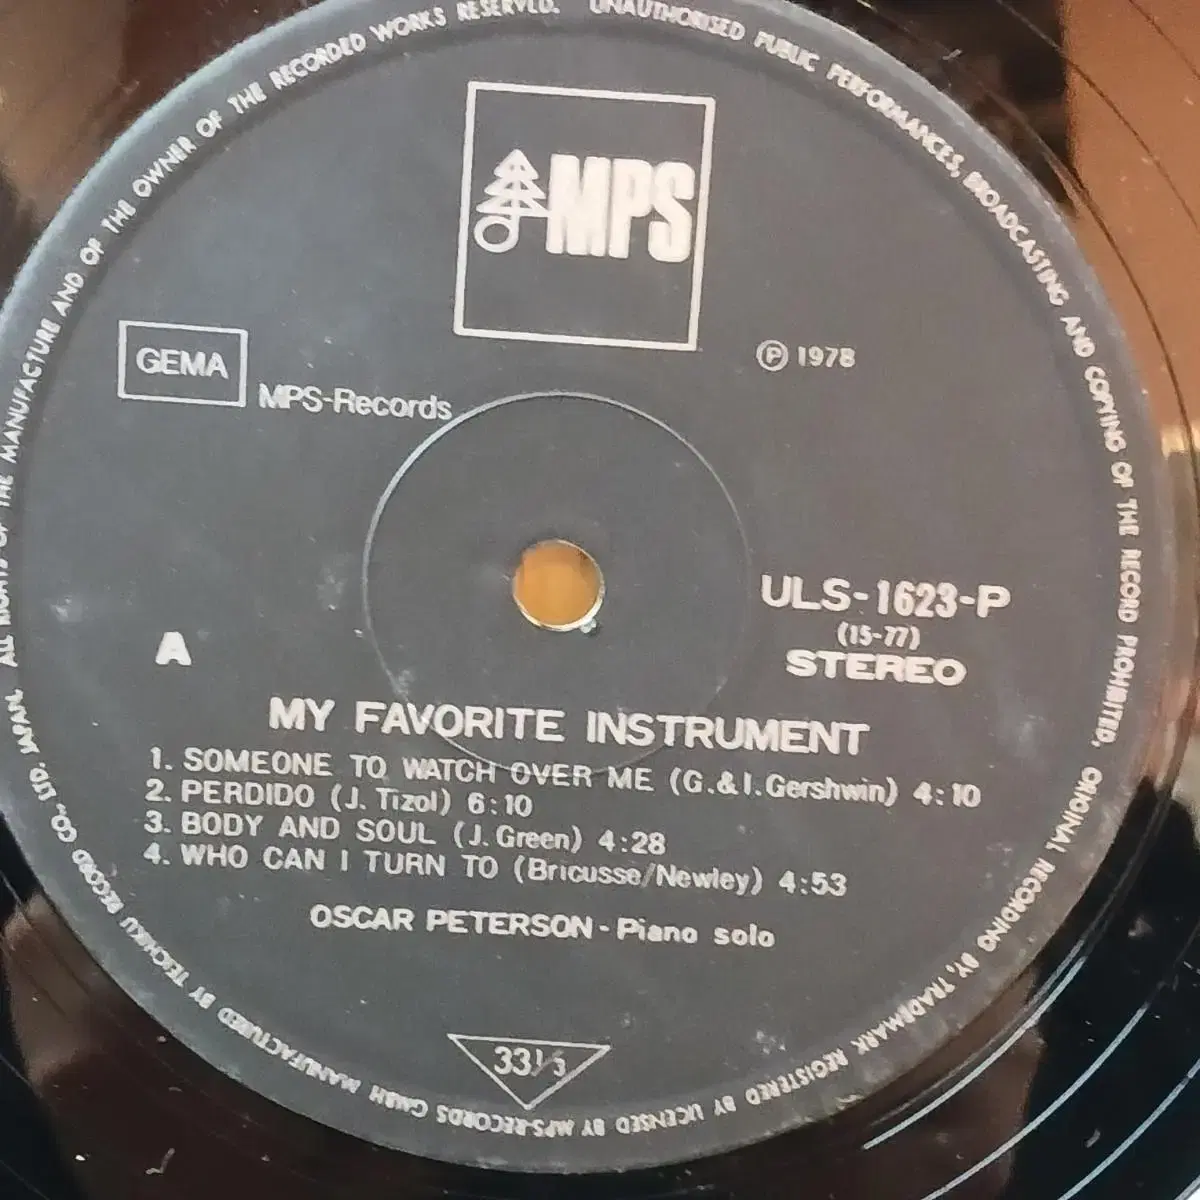 MPS
GEMA
MPS-Records
℗ 1978
ULS-1623-P
(15-77)
STEREO
A
MY FAVORITE INSTRUMENT
1. SOMEONE TO WATCH OVER ME (G.&I.Gershwin) 4:10
2. PERDIDO (J. Tizol) 6:10
3. BODY AND SOUL (J. Green) 4:28
4. WHO CAN I TURN TO (Bricusse/Newley) 4:53
OSCAR PETERSON - Piano solo
33⅓
ORIGINAL RECORDING BY, TRADEMARK REGISTERED BY LICENSED BY MPS-RECORDS GMBH MANUFACTURED BY TEICHIKU RECORD CO., LTD. JAPAN. ALL RIGHTS OF THE MANUFACTURE AND OF THE OWNER OF THE RECORDED WORKS RESERVED. UNAUTHORISED PUBLIC PERFORMANCES, BROADCASTING AND COPYING OF THE RECORD PROHIBITED.